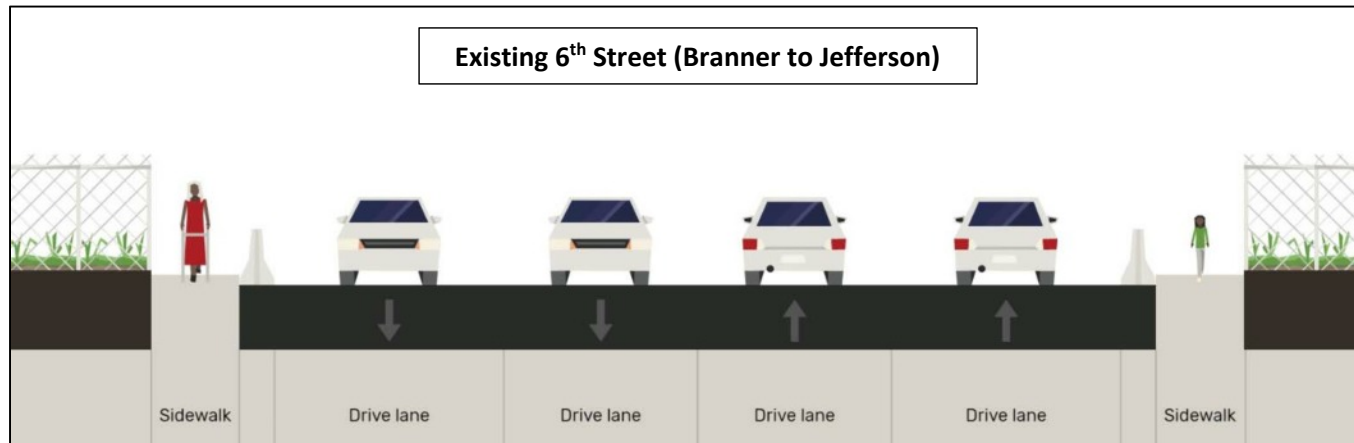 Existing 6th Street (Branner to Jefferson)
Sidewalk
Drive lane
Drive lane
Drive lane
Drive lane
Sidewalk